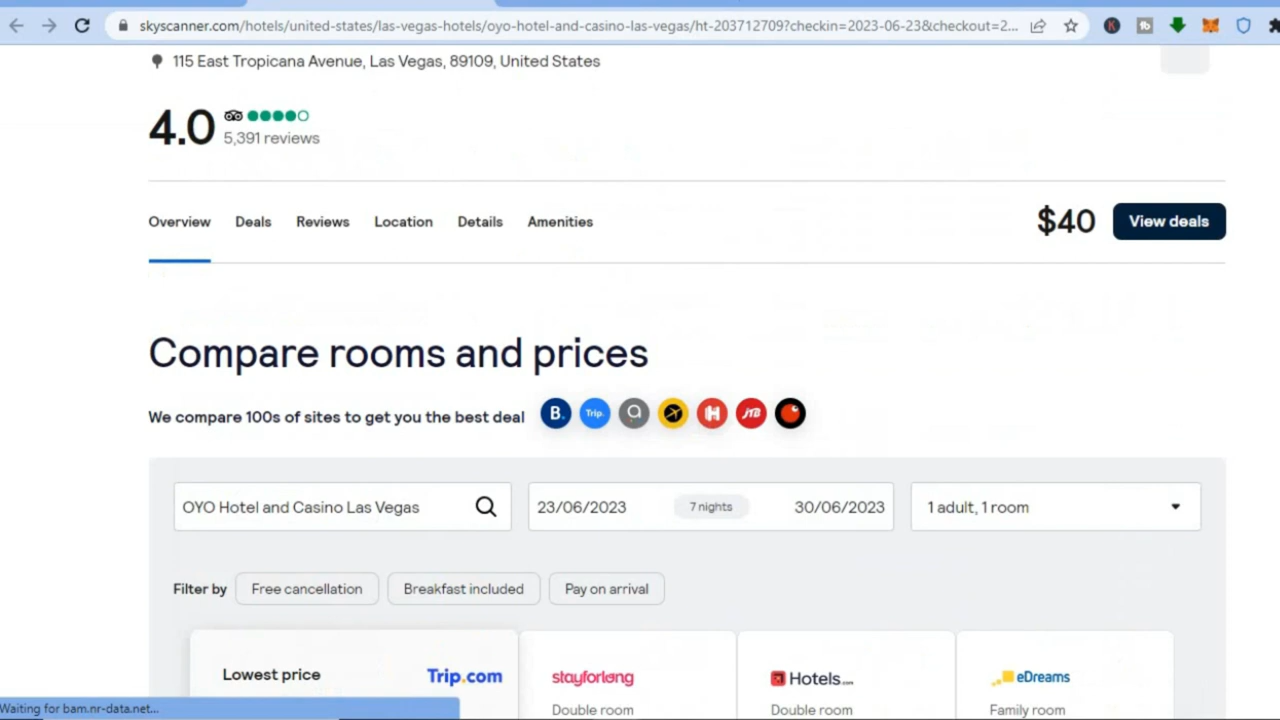 skyscanner.com/hotels/united-states/las-vegas-hotels/oyo-hotel-and-casino-las-vegas/ht-203712709?checkin=2023-06-23&checkout=2...
115 East Tropicana Avenue, Las Vegas, 89109, United States
4.0
5,391 reviews
Overview Deals Reviews Location Details Amenities $40 View deals
Compare rooms and prices
We compare 100s of sites to get you the best deal B. Trip. JTB
OYO Hotel and Casino Las Vegas 23/06/2023 7 nights 30/06/2023 1 adult, 1 room
Filter by Free cancellation Breakfast included Pay on arrival
Lowest price Trip.com stayforlong Hotels.com eDreams
Double room Double room Family room
Waiting for bam.nr-data.net...